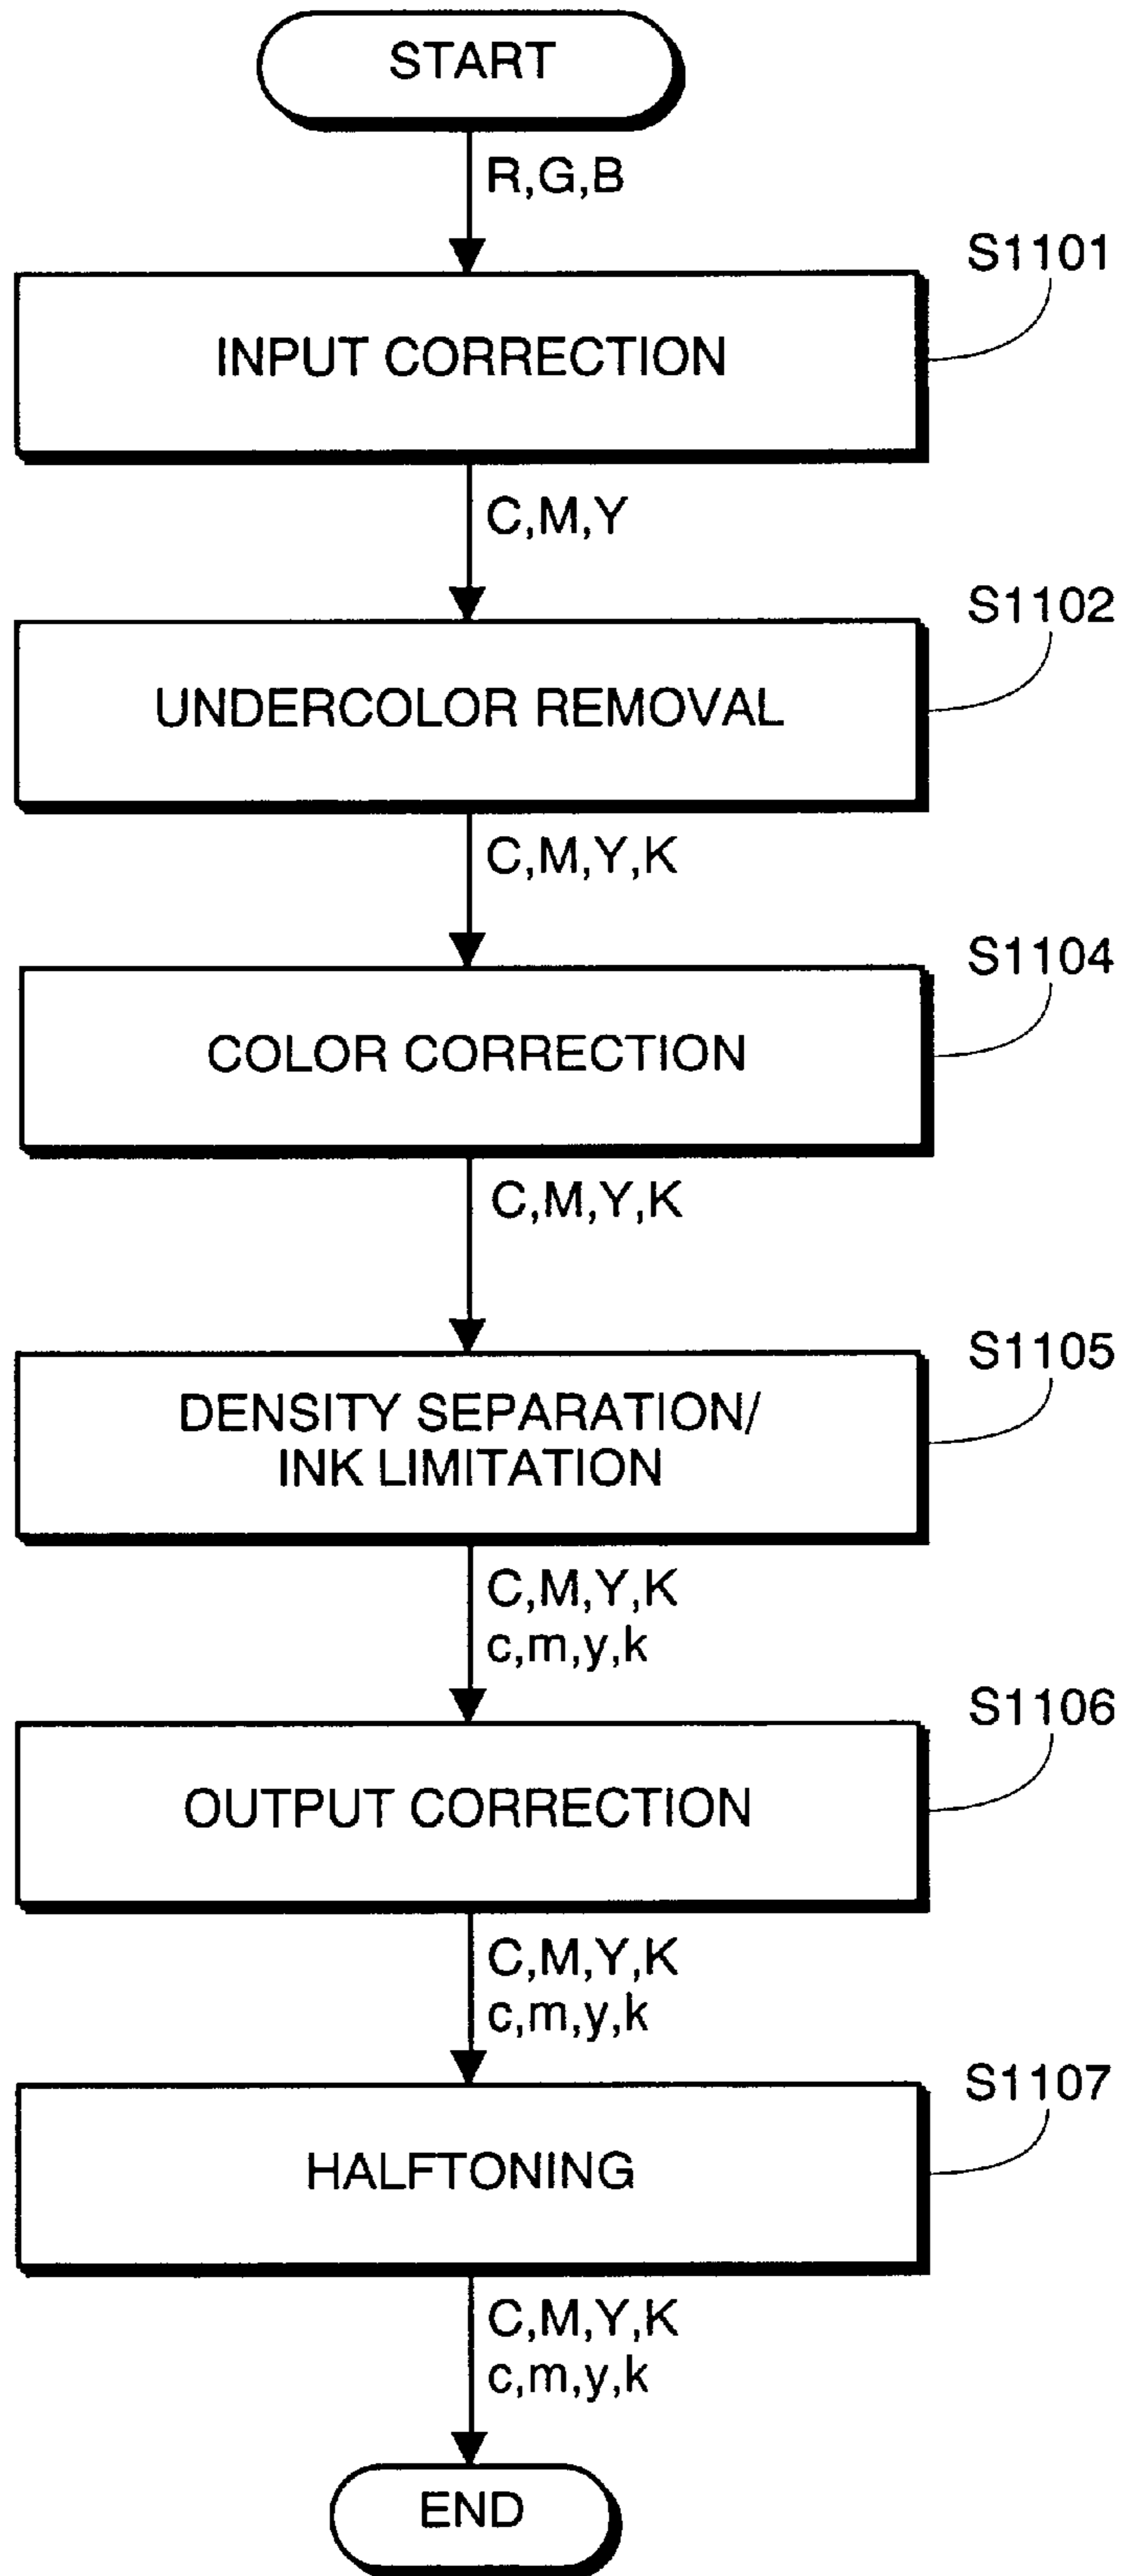 START
R,G,B
S1101
INPUT CORRECTION
C,M,Y
S1102
UNDERCOLOR REMOVAL
C,M,Y,K
S1104
COLOR CORRECTION
C,M,Y,K
S1105
DENSITY SEPARATION/
INK LIMITATION
C,M,Y,K
c,m,y,k
S1106
OUTPUT CORRECTION
C,M,Y,K
c,m,y,k
S1107
HALFTONING
C,M,Y,K
c,m,y,k
END